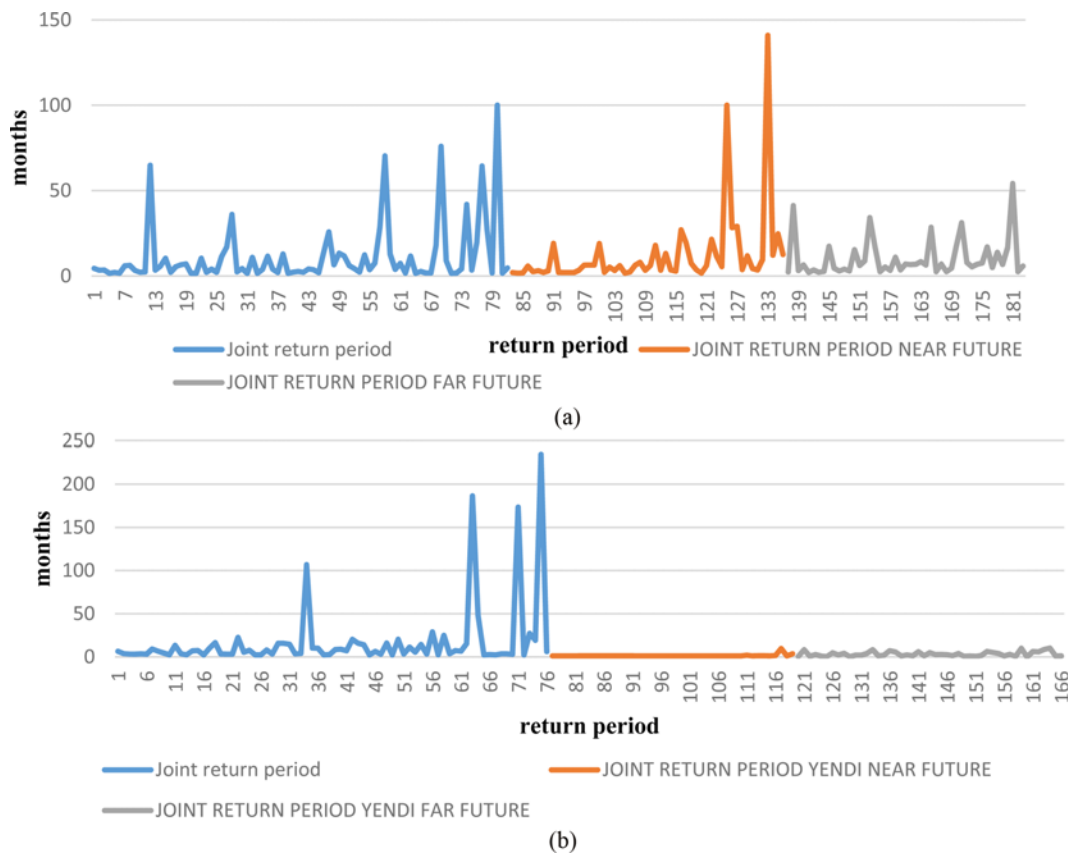 150
100
50
0
months
1 7 13 19 25 31 37 43 49 55 61 67 73 79 85 91 97 103 109 115 121 127 133 139 145 151 157 163 169 175 181
return period
Joint return period JOINT RETURN PERIOD NEAR FUTURE
JOINT RETURN PERIOD FAR FUTURE
(a)
250
200
150
100
50
0
months
1 6 11 16 21 26 31 36 41 46 51 56 61 66 71 76 81 86 91 96 101 106 111 116 121 126 131 136 141 146 151 156 161 166
return period
Joint return period JOINT RETURN PERIOD YENDI NEAR FUTURE
JOINT RETURN PERIOD YENDI FAR FUTURE
(b)